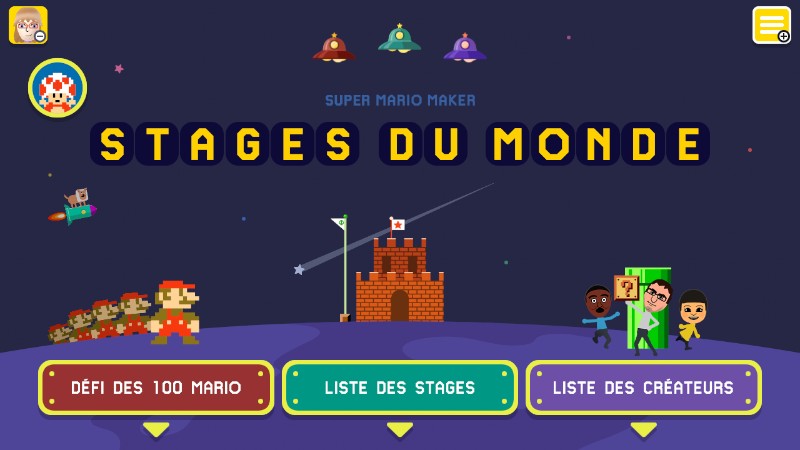 SUPER MARIO MAKER
STAGES DU MONDE
?
DÉFI DES 100 MARIO
LISTE DES STAGES
LISTE DES CRÉATEURS